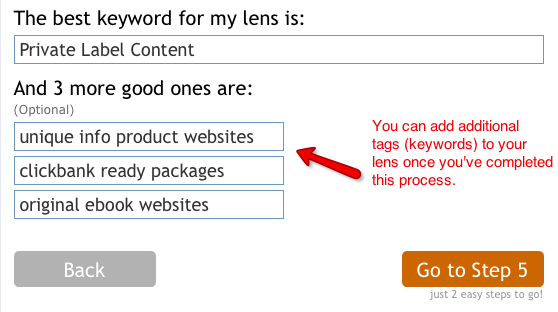 The best keyword for my lens is:
Private Label Content
And 3 more good ones are:
(Optional)
unique info product websites
clickbank ready packages
original ebook websites
You can add additional
tags (keywords) to your
lens once you've completed
this process.
Back
Go to Step 5
just 2 easy steps to go!